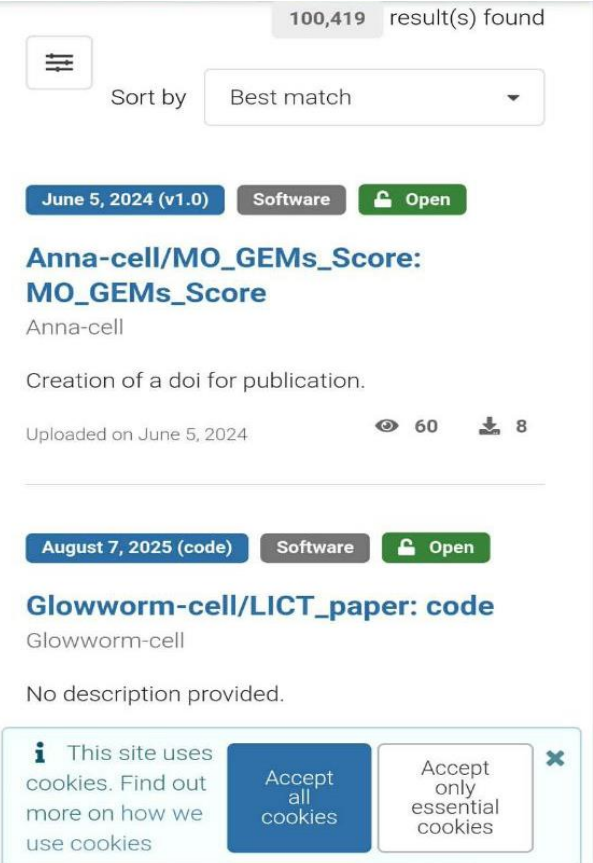 100,419 result(s) found
Sort by Best match
June 5, 2024 (v1.0) Software Open
Anna-cell/MO_GEMs_Score:
MO_GEMs_Score
Anna-cell
Creation of a doi for publication.
Uploaded on June 5, 2024 60 8
August 7, 2025 (code) Software Open
Glowworm-cell/LICT_paper: code
Glowworm-cell
No description provided.
This site uses
cookies. Find out
more on how we
use cookies
Accept
all
cookies
Accept
only
essential
cookies